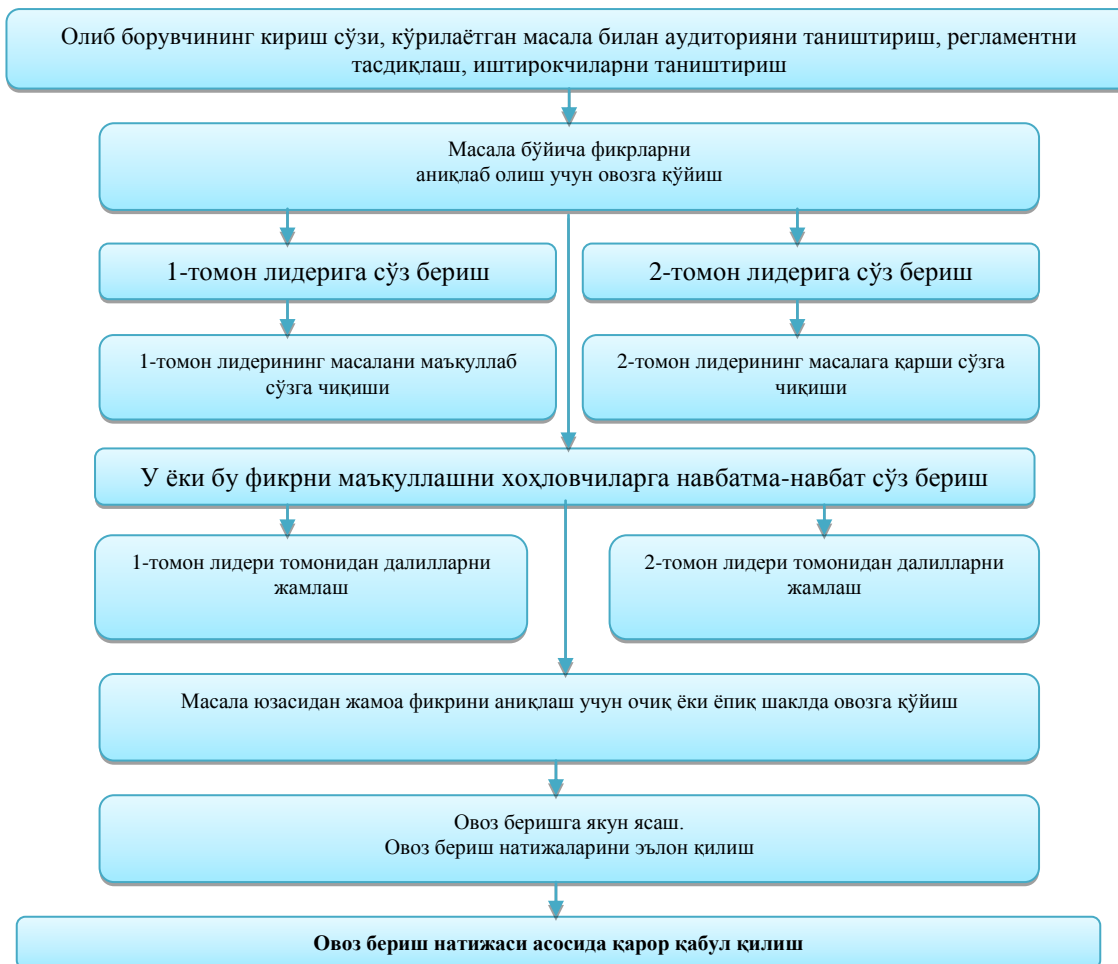 Олиб борувчининг кириш сўзи, кўрилаётган масала билан аудиторияни таништириш, регламентни
тасдиқлаш, иштирокчиларни таништириш
Масала бўйича фикрларни
аниқлаб олиш учун овозга қўйиш
1-томон лидерига сўз бериш
2-томон лидерига сўз бериш
1-томон лидерининг масалани маъқуллаб
сўзга чиқиши
2-томон лидерининг масалага қарши сўзга
чиқиши
У ёки бу фикрни маъқуллашни хоҳловчиларга навбатма-навбат сўз бериш
1-томон лидери томонидан далилларни
жамлаш
2-томон лидери томонидан далилларни
жамлаш
Масала юзасидан жамоа фикрини аниқлаш учун очиқ ёки ёпиқ шаклда овозга қўйиш
Овоз беришга якун ясаш.
Овоз бериш натижаларини эълон қилиш
Овоз бериш натижаси асосида қарор қабул қилиш